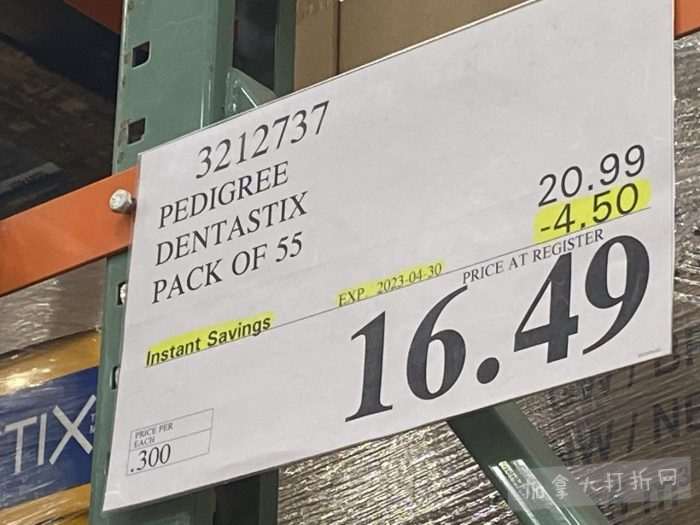 3212737
PEDIGREE
DENTASTIX
PACK OF 55
20.99
-4.50
Instant Savings
EXP. 2023-04-30
PRICE AT REGISTER
16.49
PRICE PER
EACH
.300
TIX
加拿大打折网